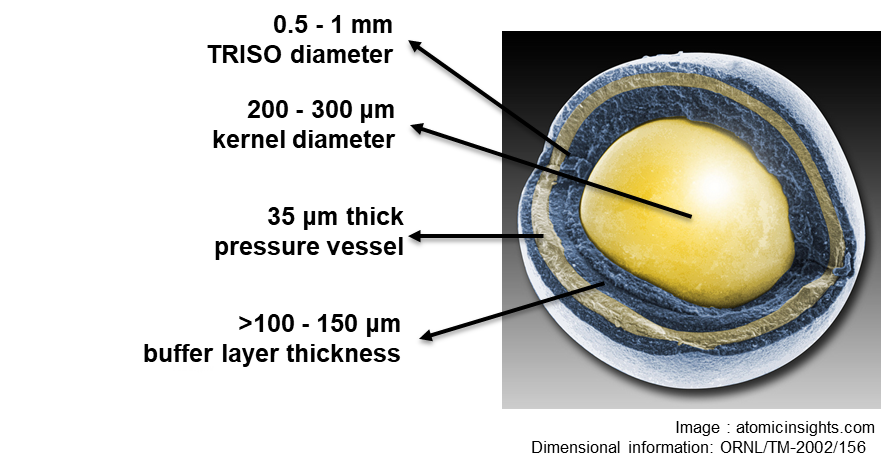 0.5 - 1 mm
TRISO diameter
200 - 300 µm
kernel diameter
35 µm thick
pressure vessel
>100 - 150 µm
buffer layer thickness
Image : atomicinsights.com
Dimensional information: ORNL/TM-2002/156